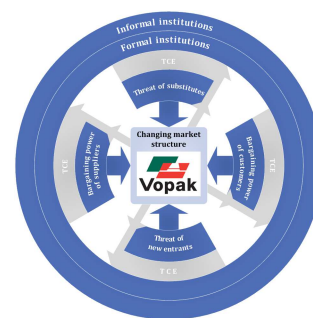 Informal institutions
Formal institutions
TCE
Threat of substitutes
Changing market
structure
Vopak
TCE
Bargaining power
of suppliers
Bargaining power
of customers
TCE
Threat of
new entrants
TCE